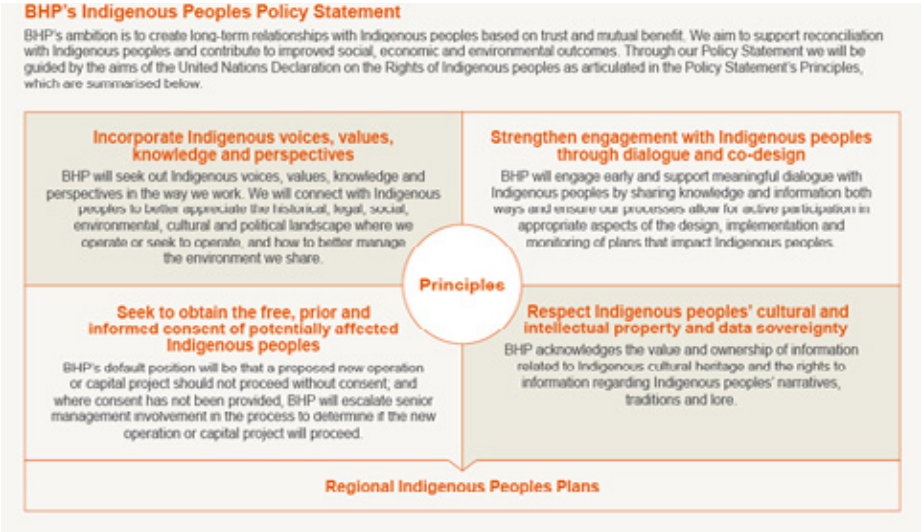 BHP's Indigenous Peoples Policy Statement
BHP's ambition is to create long-term relationships with Indigenous peoples based on trust and mutual benefit. We aim to support reconciliation
with Indigenous peoples and contribute to improved social, economic and environmental outcomes. Through our Policy Statement we will be
guided by the aims of the United Nations Declaration on the Rights of Indigenous peoples as articulated in the Policy Statement's Principles,
which are summarised below.
Incorporate Indigenous voices, values,
knowledge and perspectives
BHP will seek out Indigenous voices, values, knowledge and
perspectives in the way we work. We will connect with Indigenous
peoples to better appreciate the historical, legal, social,
environmental, cultural and political landscape where we
operate or seek to operate, and how to better manage
the environment we share.
Strengthen engagement with Indigenous peoples
through dialogue and co-design
BHP will engage early and support meaningful dialogue with
Indigenous peoples by sharing knowledge and information both
ways and ensure our processes allow for active participation in
appropriate aspects of the design, implementation and
monitoring of plans that impact Indigenous peoples.
Principles
Seek to obtain the free, prior and
informed consent of potentially affected
Indigenous peoples
BHP's default position will be that a proposed new operation
or capital project should not proceed without consent; and
where consent has not been provided, BHP will escalate senior
management involvement in the process to determine if the new
operation or capital project will proceed.
Respect Indigenous peoples' cultural and
intellectual property and data sovereignty
BHP acknowledges the value and ownership of information
related to Indigenous cultural heritage and the rights to
information regarding Indigenous peoples' narratives,
traditions and lore.
Regional Indigenous Peoples Plans